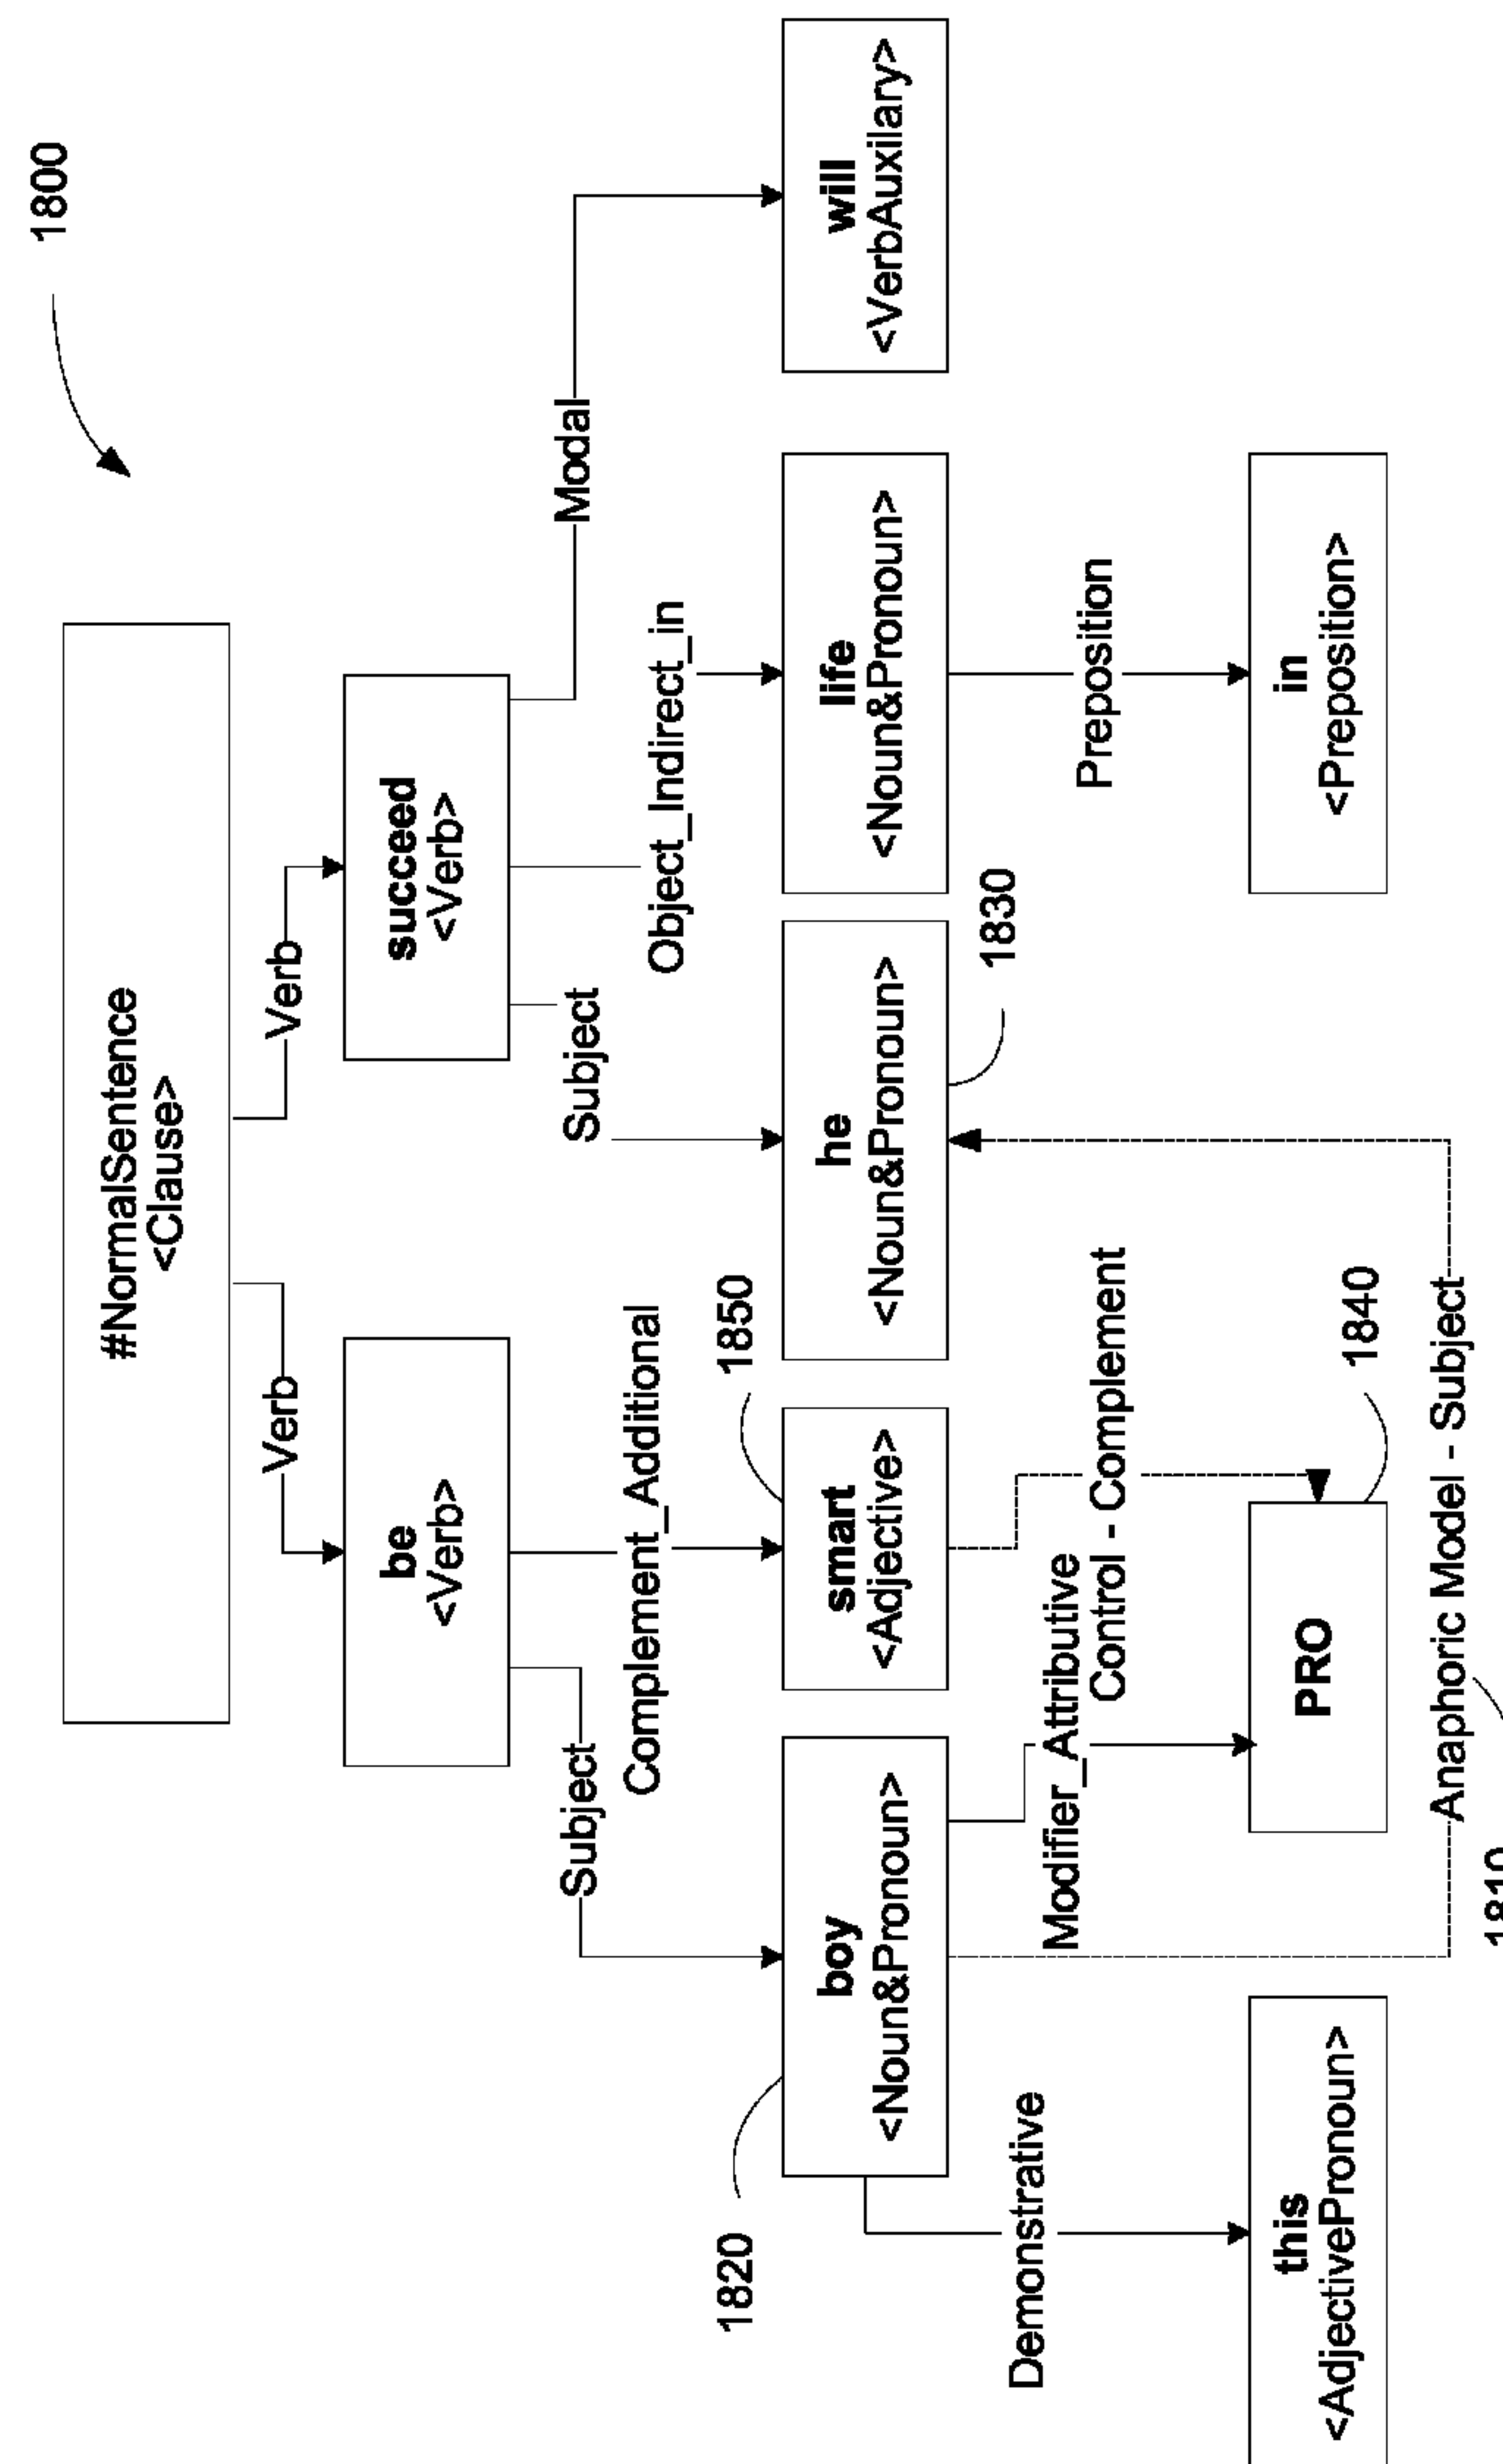 1800
#NormalSentence
<Clause>
Verb
Verb
be
<Verb>
succeed
<Verb>
Subject
Complement_Additional
Subject
Object_Indirect_in
Modal
1820
1850
boy
<Noun&Pronoun>
smart
<Adjective>
he
<Noun&Pronoun>
life
<Noun&Pronoun>
will
<VerbAuxilary>
1830
Demonstrative
Modifier_Attributive
Control - Complement
Preposition
this
<AdjectivePronoun>
PRO
1840
in
<Preposition>
Anaphoric Model - Subject
1810